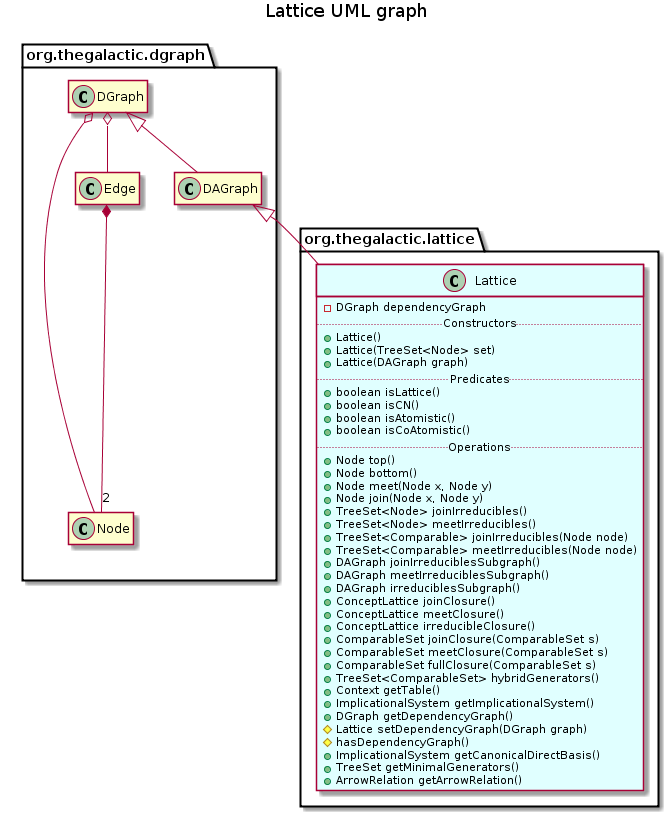 Lattice UML graph
org.thegalactic.dgraph
C DGraph
C Edge
C DAGraph
2
C Node
org.thegalactic.lattice
C Lattice
DGraph dependencyGraph
Constructors
Lattice()
Lattice(TreeSet<Node> set)
Lattice(DAGraph graph)
Predicates
boolean isLattice()
boolean isCN()
boolean isAtomistic()
boolean isCoAtomistic()
Operations
Node top()
Node bottom()
Node meet(Node x, Node y)
Node join(Node x, Node y)
TreeSet<Node> joinIrreducibles()
TreeSet<Node> meetIrreducibles()
TreeSet<Comparable> joinIrreducibles(Node node)
TreeSet<Comparable> meetIrreducibles(Node node)
DAGraph joinIrreduciblesSubgraph()
DAGraph meetIrreduciblesSubgraph()
DAGraph irreduciblesSubgraph()
ConceptLattice joinClosure()
ConceptLattice meetClosure()
ConceptLattice irreducibleClosure()
ComparableSet joinClosure(ComparableSet s)
ComparableSet meetClosure(ComparableSet s)
ComparableSet fullClosure(ComparableSet s)
TreeSet<ComparableSet> hybridGenerators()
Context getTable()
ImplicationalSystem getImplicationalSystem()
DGraph getDependencyGraph()
Lattice setDependencyGraph(DGraph graph)
hasDependencyGraph()
ImplicationalSystem getCanonicalDirectBasis()
TreeSet getMinimalGenerators()
ArrowRelation getArrowRelation()